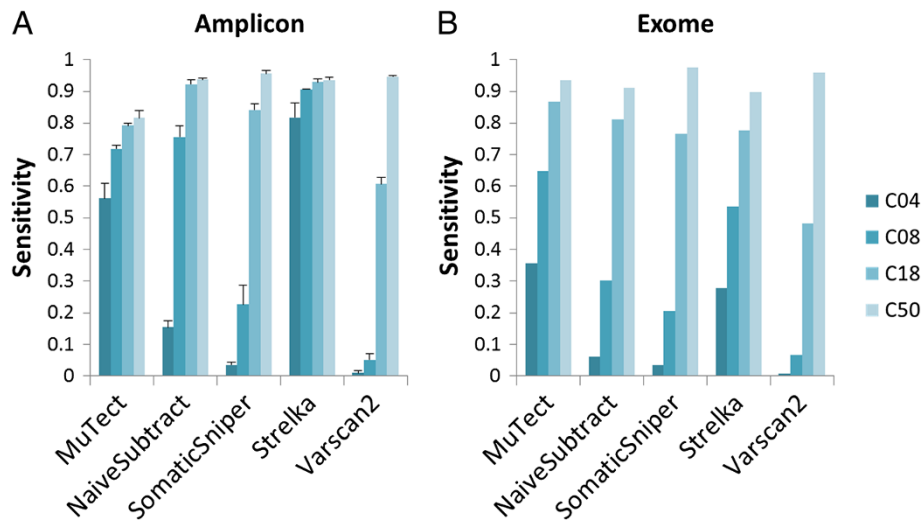 A
Amplicon
Sensitivity
1
0.9
0.8
0.7
0.6
0.5
0.4
0.3
0.2
0.1
0
MuTect
NaiveSubtract
SomaticSniper
Strelka
Varscan2
B
Exome
Sensitivity
1
0.9
0.8
0.7
0.6
0.5
0.4
0.3
0.2
0.1
0
MuTect
NaiveSubtract
SomaticSniper
Strelka
Varscan2
C04
C08
C18
C50